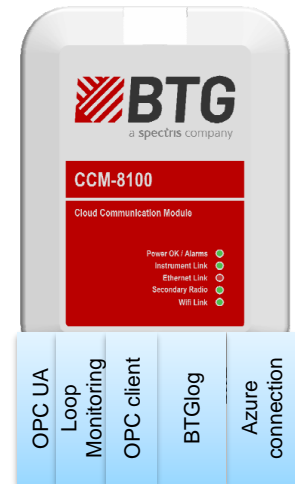 BTG
a spectris company
CCM-8100
Cloud Communication Module
Power OK / Alarms
Instrument Link
Ethernet Link
Secondary Radio
Wifi Link
OPC UA
Loop
Monitoring
OPC client
BTGlog
Azure
connection